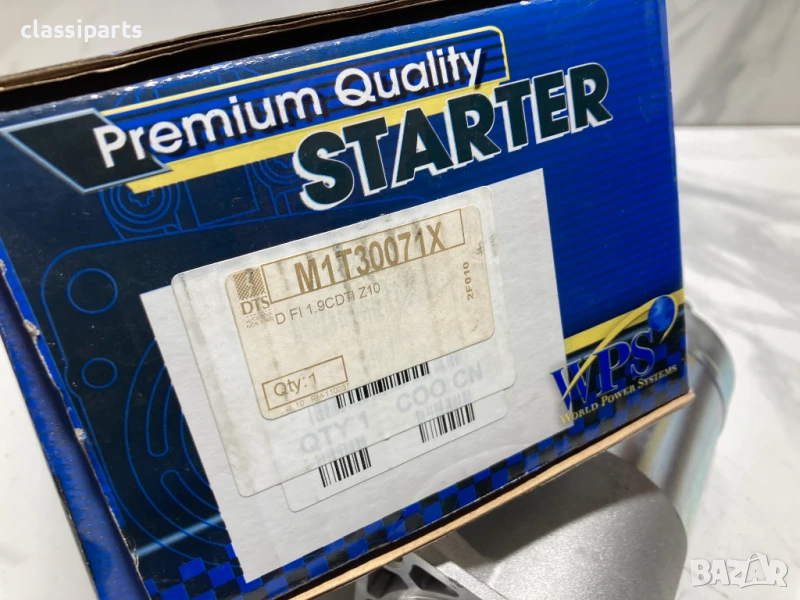 classiparts
Premium Quality
STARTER
M1T30071X
DTS
D FI 1.9CDTI Z10
2F010
Qty:1
QTY 1
COO CN
WPS
WORLD POWER SYSTEMS
BAZAR